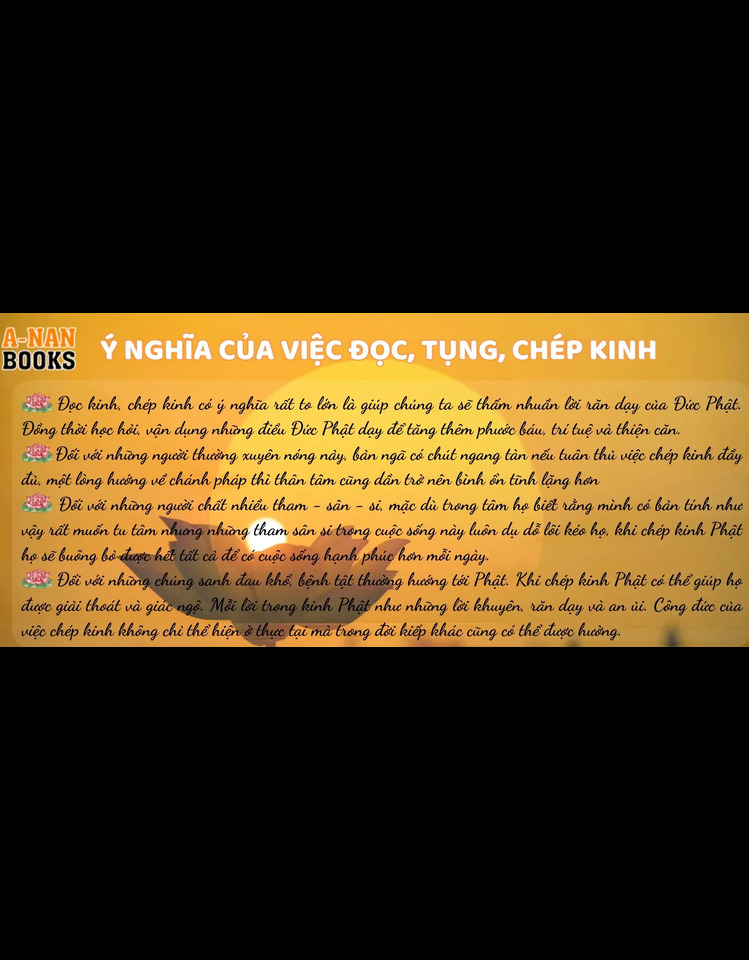 A-NAN
BOOKS
Ý NGHĨA CỦA VIỆC ĐỌC, TỤNG, CHÉP KINH
Đọc kinh, chép kinh có ý nghĩa rất to lớn là giúp chúng ta sẽ thấm nhuần lời răn dạy của Đức Phật.
Đồng thời học hỏi, vận dụng những điều Đức Phật dạy để tăng thêm phước báu, trí tuệ và thiện căn.
Đối với những người thường xuyên nóng nảy, bản ngã có chút ngang tàn nếu tuân thủ việc chép kinh đầy
đủ, một lòng hướng về chánh pháp thì thân tâm cũng dần trở nên bình ổn tĩnh lặng hơn
Đối với những người chất nhiều tham - sân - si, mặc dù trong tâm họ biết rằng mình có bản tính như
vậy rất muốn tu tâm nhưng những tham sân si trong cuộc sống này luôn dụ dỗ lôi kéo họ, khi chép kinh Phật
họ sẽ buông bỏ được hết tất cả để có cuộc sống hạnh phúc hơn mỗi ngày.
Đối với những chúng sanh đau khổ, bệnh tật thường hướng tới Phật. Khi chép kinh Phật có thể giúp họ
được giải thoát và giác ngộ. Mỗi lời trong kinh Phật như những lời khuyên, răn dạy và an ủi. Công đức của
việc chép kinh không chỉ thể hiện ở thực tại mà trong đời kiếp khác cũng có thể được hưởng.